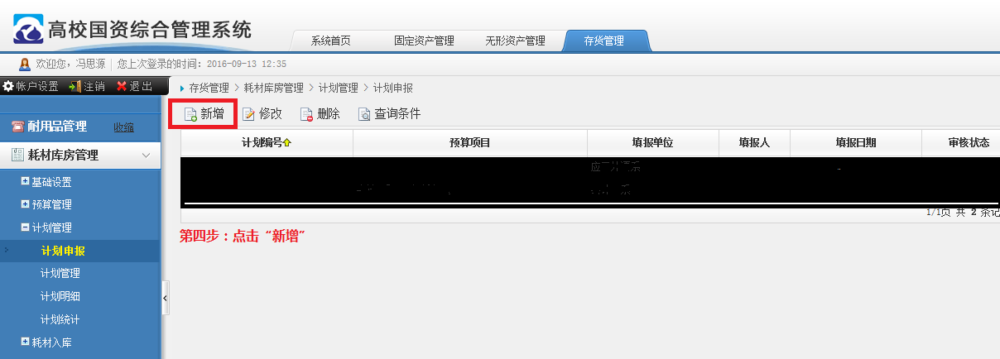 高校国资综合管理系统
系统首页 固定资产管理 无形资产管理 存货管理
欢迎您，冯思源 您上次登录的时间：2016-09-13 12:35
帐户设置 注销 退出
存货管理 > 耗材库房管理 > 计划管理 > 计划申报
新增 修改 删除 查询条件
耐用品管理 收缩
耗材库房管理
基础设置
预算管理
计划管理
计划申报
计划管理
计划明细
计划统计
耗材入库
计划编号 预算项目 填报单位 填报人 填报日期 审核状态
1/1页 共 2 条记
第四步：点击“新增”